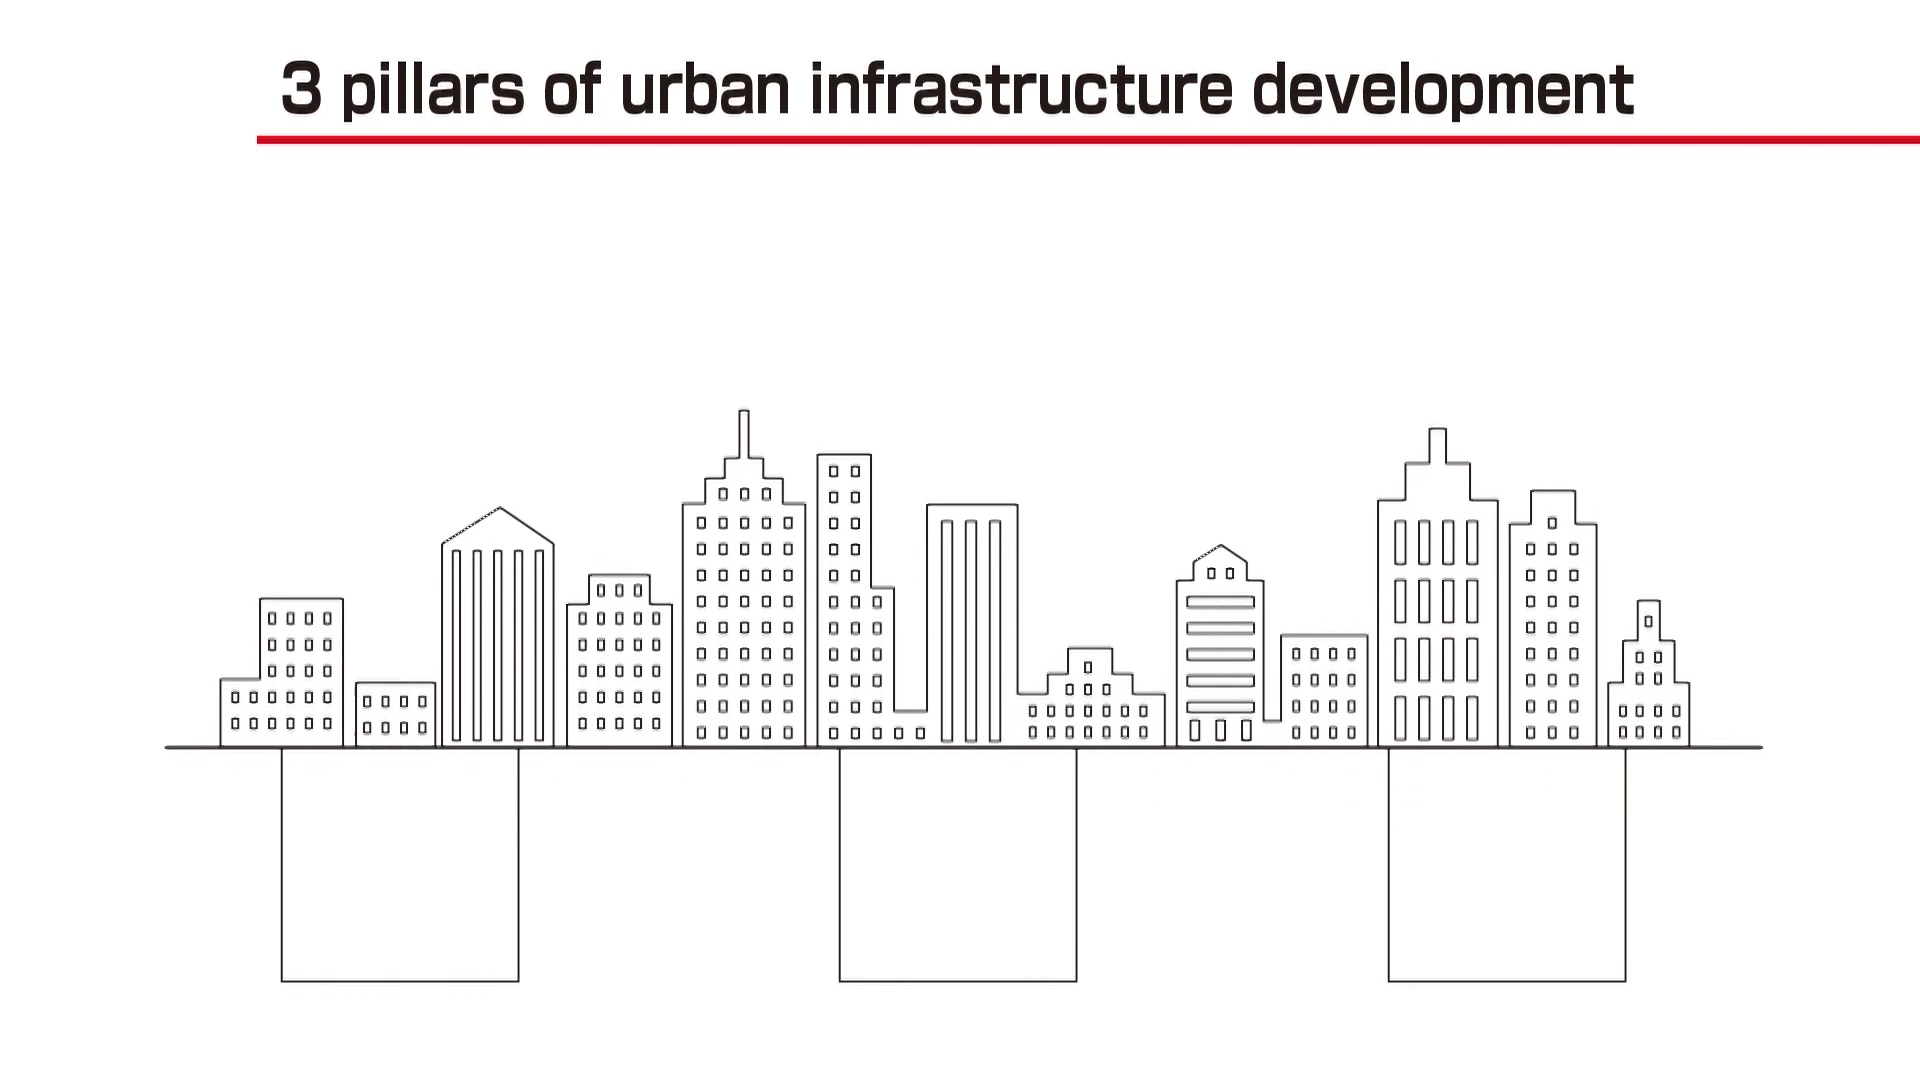 3 pillars of urban infrastructure development